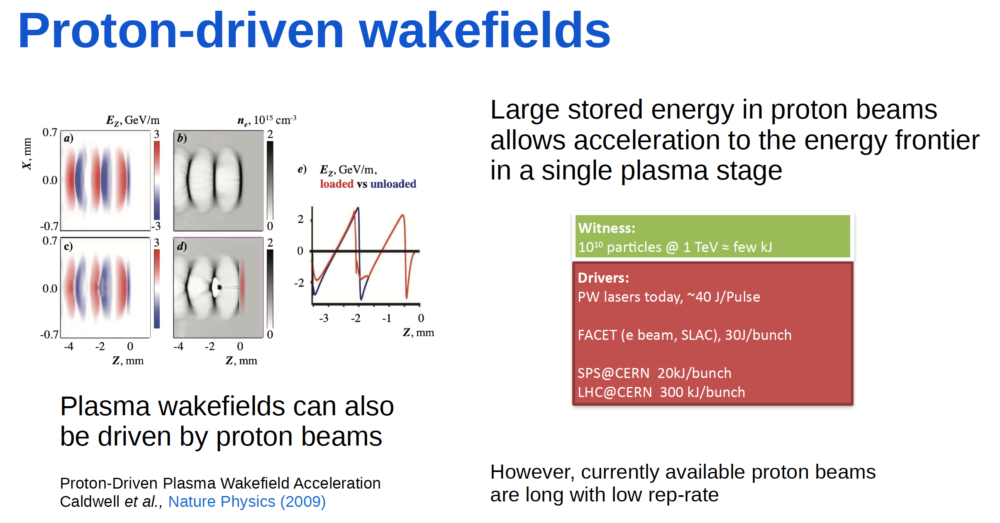 Proton-driven wakefields
E_Z, GeV/m
n_e, 10¹⁵ cm⁻³
X, mm
0.7
0.0
-0.7
a)
3
-3
b)
2
0
0.7
0.0
-0.7
c)
3
d)
2
0
-4 -2 0
Z, mm
-4 -2 0
Z, mm
e) E_Z, GeV/m,
loaded vs unloaded
2
0
-2
-3 -2 -1 0
Z, mm
Plasma wakefields can also
be driven by proton beams
Proton-Driven Plasma Wakefield Acceleration
Caldwell et al., Nature Physics (2009)
Large stored energy in proton beams
allows acceleration to the energy frontier
in a single plasma stage
Witness:
10¹⁰ particles @ 1 TeV ≈ few kJ
Drivers:
PW lasers today, ~40 J/Pulse
FACET (e beam, SLAC), 30J/bunch
SPS@CERN 20kJ/bunch
LHC@CERN 300 kJ/bunch
However, currently available proton beams
are long with low rep-rate